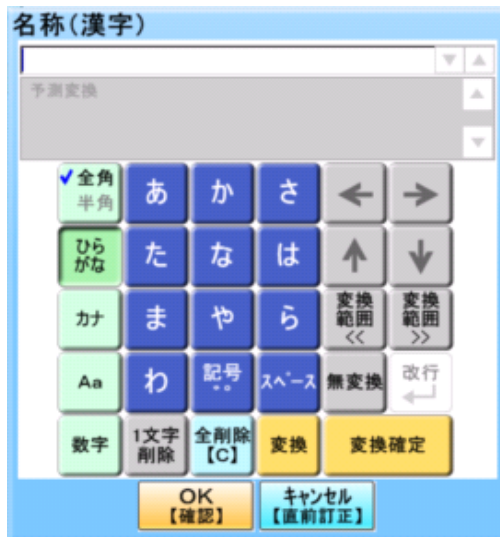 名称(漢字)
予測変換
全角
半角
あ
か
さ
ひら
がな
た
な
は
カナ
ま
や
ら
変換
範囲
<<
変換
範囲
>>
Aa
わ
記号
゛゜
スペース
無変換
改行
数字
1文字
削除
全削除
【C】
変換
変換確定
OK
【確認】
キャンセル
【直前訂正】